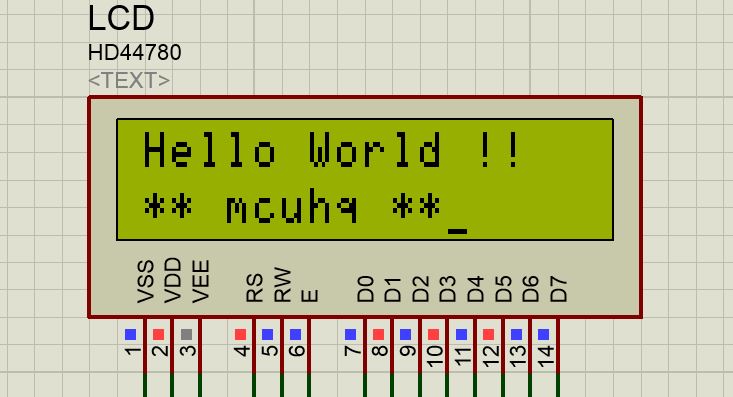 LCD
HD44780
<TEXT>
Hello World !!
** mcuhq **_
VSS VDD VEE RS RW E D0 D1 D2 D3 D4 D5 D6 D7
1 2 3 4 5 6 7 8 9 10 11 12 13 14